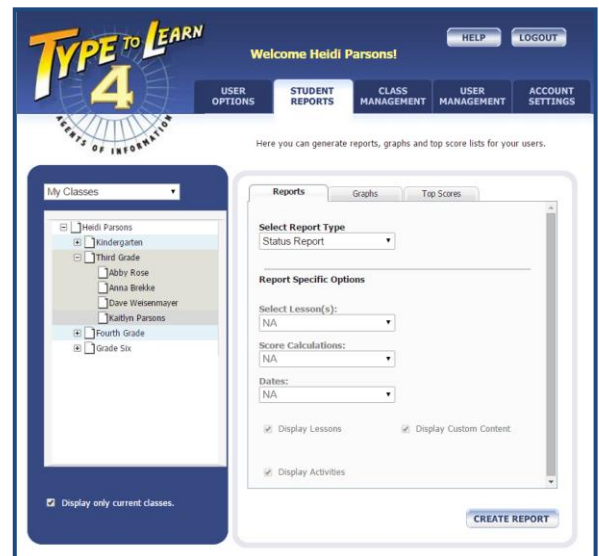 TYPE TO LEARN
4
AGENTS OF INFORMATION
Welcome Heidi Parsons!
HELP
LOGOUT
USER OPTIONS
STUDENT REPORTS
CLASS MANAGEMENT
USER MANAGEMENT
ACCOUNT SETTINGS
Here you can generate reports, graphs and top score lists for your users.
My Classes
Heidi Parsons
Kindergarten
Third Grade
Abby Rose
Anna Brekke
Dave Weisenmayer
Kaitlyn Parsons
Fourth Grade
Grade Six
Display only current classes.
Reports
Graphs
Top Scores
Select Report Type
Status Report
Report Specific Options
Select Lesson(s):
NA
Score Calculations:
NA
Dates:
NA
Display Lessons
Display Custom Content
Display Activities
CREATE REPORT